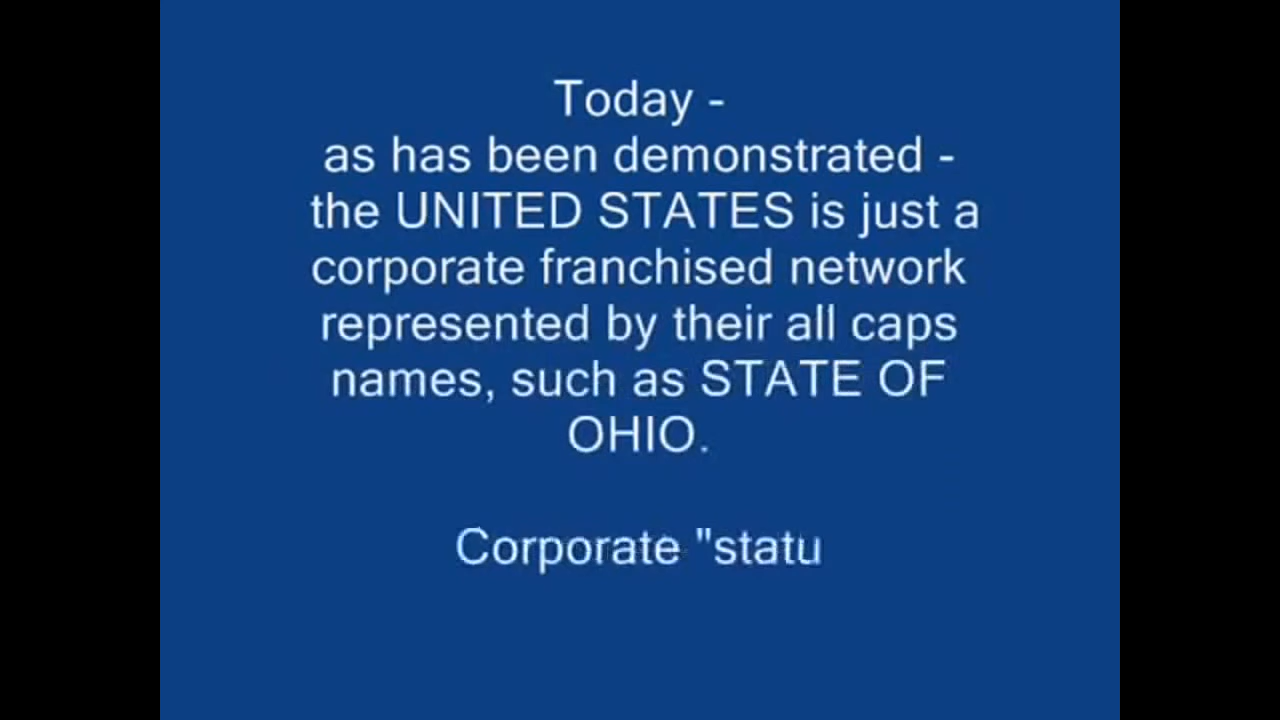 Today -
as has been demonstrated -
the UNITED STATES is just a
corporate franchised network
represented by their all caps
names, such as STATE OF
OHIO.
Corporate "statu